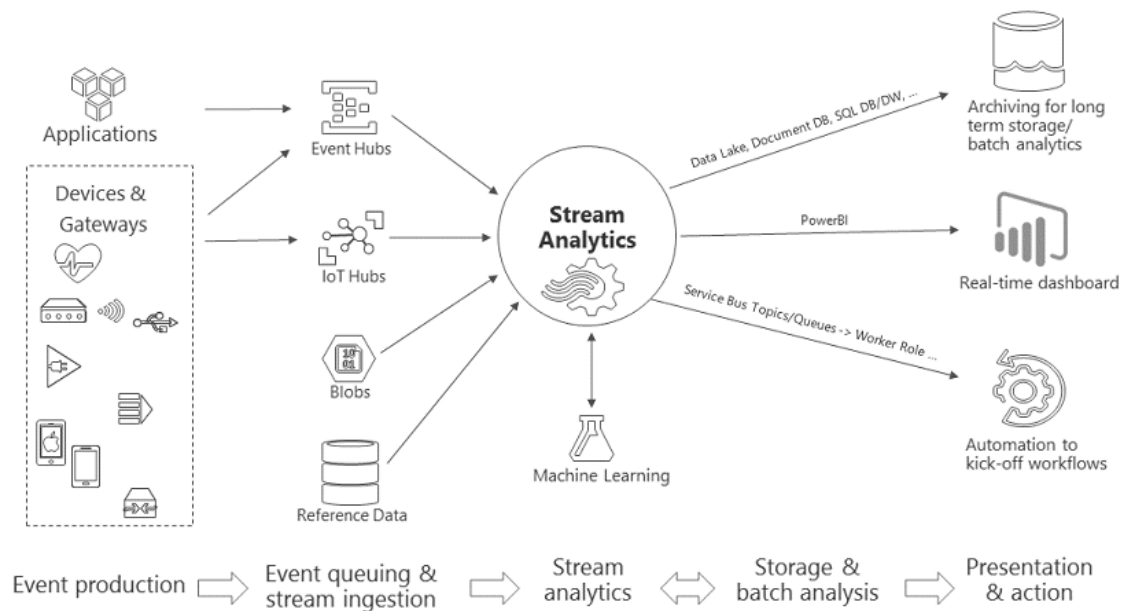 Applications
Devices &
Gateways
Event Hubs
IoT Hubs
10
01
Blobs
Reference Data
Stream
Analytics
Machine Learning
Data Lake, Document DB, SQL DB/DW, ...
PowerBI
Service Bus Topics/Queues -> Worker Role ...
Archiving for long
term storage/
batch analytics
Real-time dashboard
Automation to
kick-off workflows
Event production
Event queuing &
stream ingestion
Stream
analytics
Storage &
batch analysis
Presentation
& action